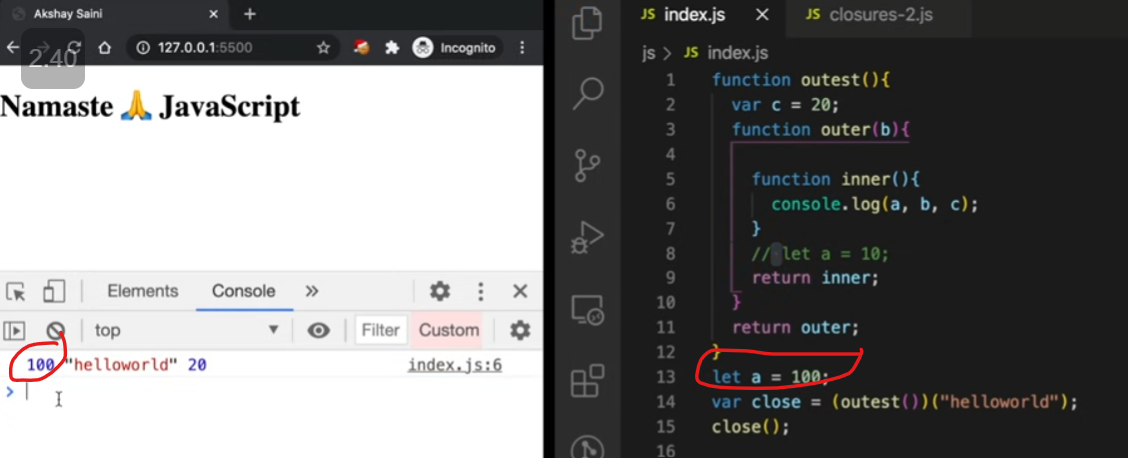 Akshay Saini
127.0.0.1:5500
Incognito
2.40
Namaste 🙏 JavaScript
Elements Console »
top Filter Custom
100 "helloworld" 20 index.js:6
>
JS index.js JS closures-2.js
js > JS index.js
1 function outest(){
2 var c = 20;
3 function outer(b){
4
5 function inner(){
6 console.log(a, b, c);
7 }
8 // let a = 10;
9 return inner;
10 }
11 return outer;
12 }
13 let a = 100;
14 var close = (outest())("helloworld");
15 close();
16